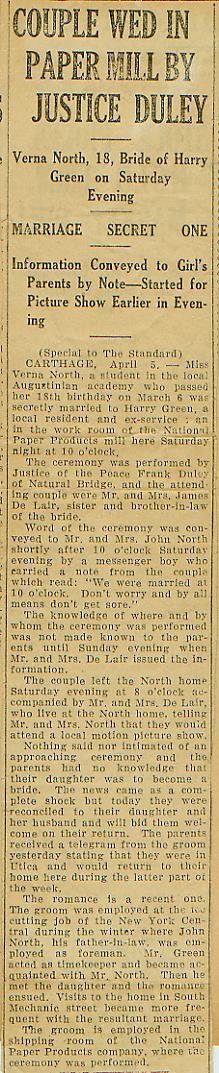 COUPLE WED IN
PAPER MILL BY
JUSTICE DULEY
Verna North, 18, Bride of Harry
Green on Saturday
Evening
MARRIAGE SECRET ONE
Information Conveyed to Girl's
Parents by Note—Started for
Picture Show Earlier in Even-
ing
(Special to The Standard)
CARTHAGE, April 5. — Miss
Verna North, a student in the local
Augustinian academy who passed
her 18th birthday on March 6 was
secretly married to Harry Green, a
local resident and ex-service
in the work room of the National
Paper Products mill here Saturday
night at 10 o'clock.
The ceremony was performed by
Justice of the Peace Frank Duley
of Natural Bridge, and the attend-
ing couple were Mr. and Mrs. James
De Lair, sister and brother-in-law
of the bride.
Word of the ceremony was con-
veyed to Mr. and Mrs. John North
shortly after 10 o'clock Saturday
evening by a messenger boy who
carried a note from the couple
which read: "We were married at
10 o'clock. Don't worry and by all
means don't get sore."
The knowledge of where and by
whom the ceremony was performed
was not made known to the par-
ents until Sunday evening when
Mr. and Mrs. De Lair issued the in-
formation.
The couple left the North home
Saturday evening at 8 o'clock ac-
companied by Mr. and Mrs. De Lair,
who live at the North home, telling
Mr. and Mrs. North that they would
attend a local motion picture show.
Nothing said nor intimated of an
approaching ceremony and the
parents had no knowledge that
their daughter was to become a
bride. The news came as a com-
plete shock but today they were
reconciled to their daughter and
her husband and will bid them wel-
come on their return. The parents
received a telegram from the groom
yesterday stating that they were in
Utica and would return to their
home here during the latter part of
the week.
The romance is a recent one.
The groom was employed at the
cutting job of the New York Cen-
tral during the winter where John
North, his father-in-law, was em-
ployed as foreman. Mr. Green
acted as timekeeper and became ac-
quainted with Mr. North. Then he
met the daughter and the romance
ensued. Visits to the home in South
Mechanic street became more fre-
quent with the resultant marriage.
The groom is employed in the
shipping room of the National
Paper Products company, where the
ceremony was performed.